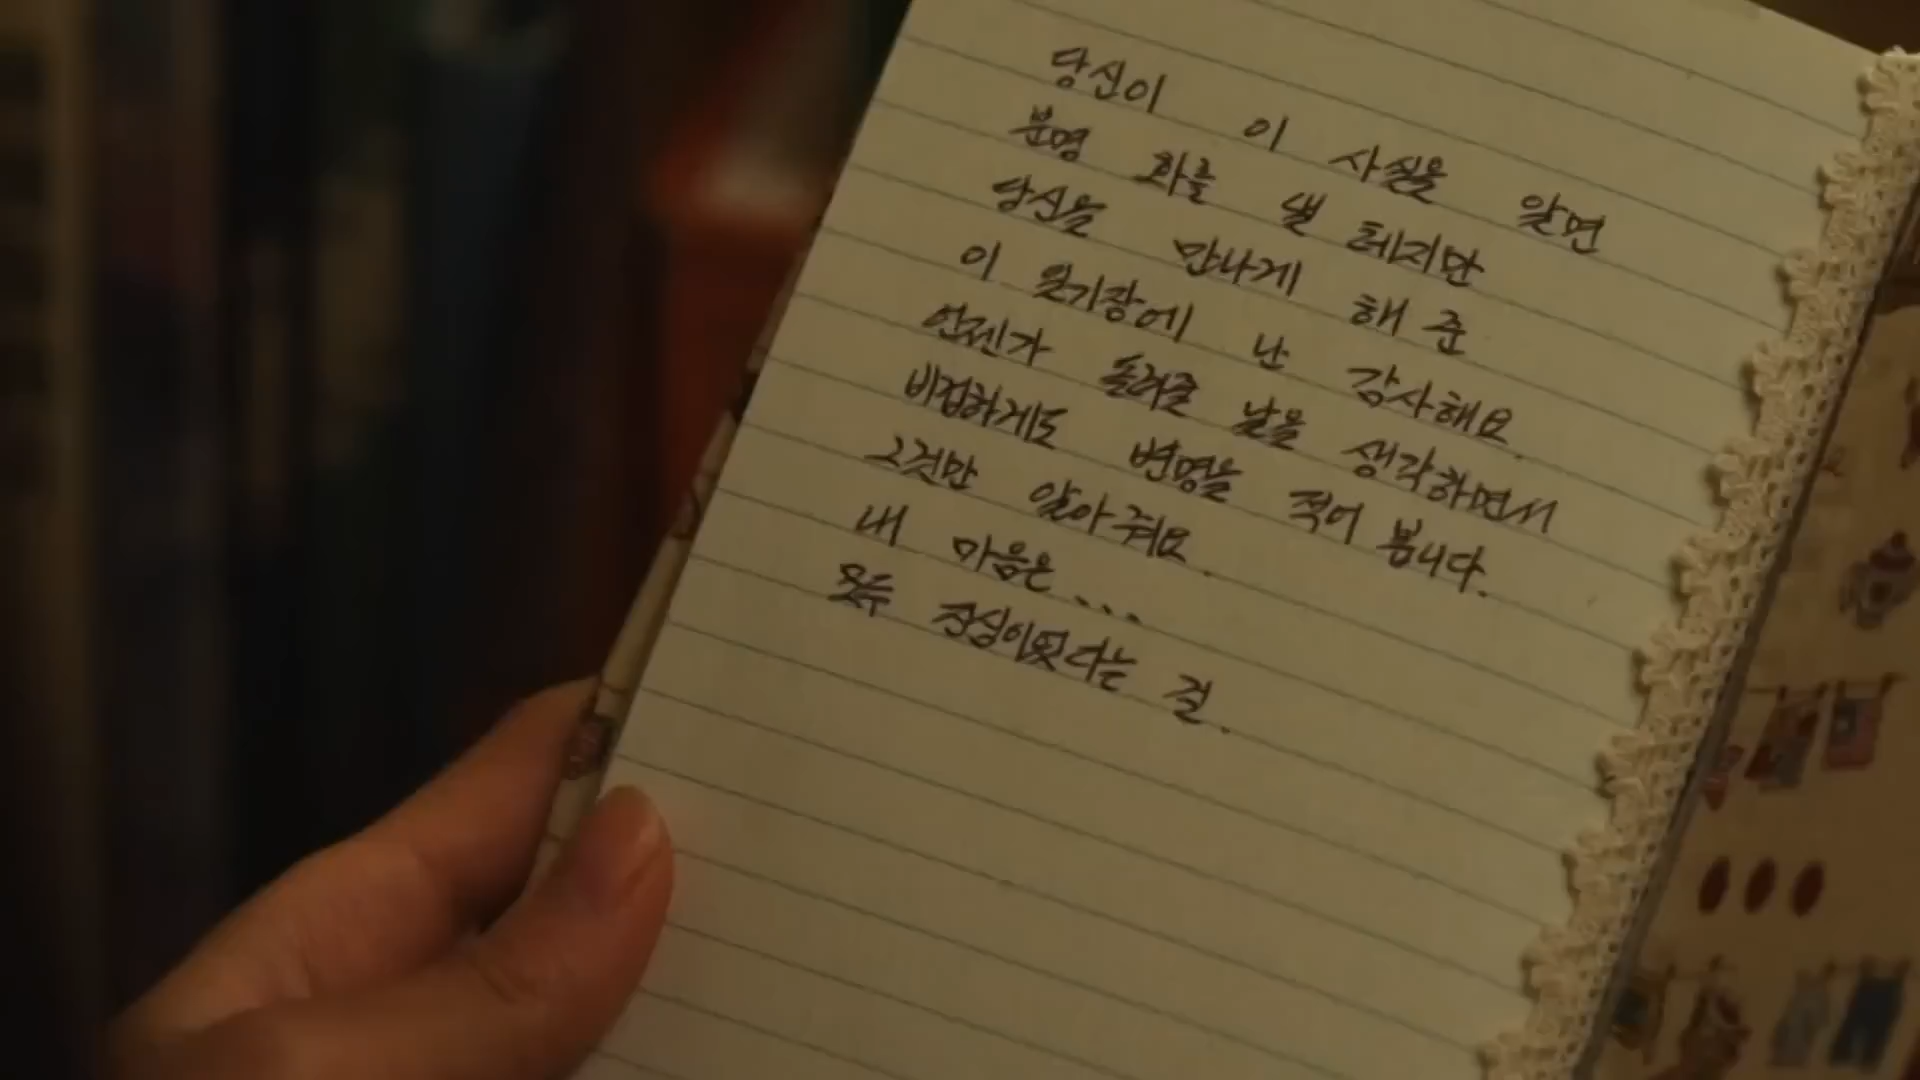 당신이 이 사실을 알면
분명 화를 낼 테지만
당신을 만나게 해 준
이 일기장에 난 감사해요.
언젠가 돌려줄 날을 생각하면서
비겁하게도 변명을 적어 봅니다.
그것만 알아줘요.
내 마음은...
모두 진심이었다는 걸.